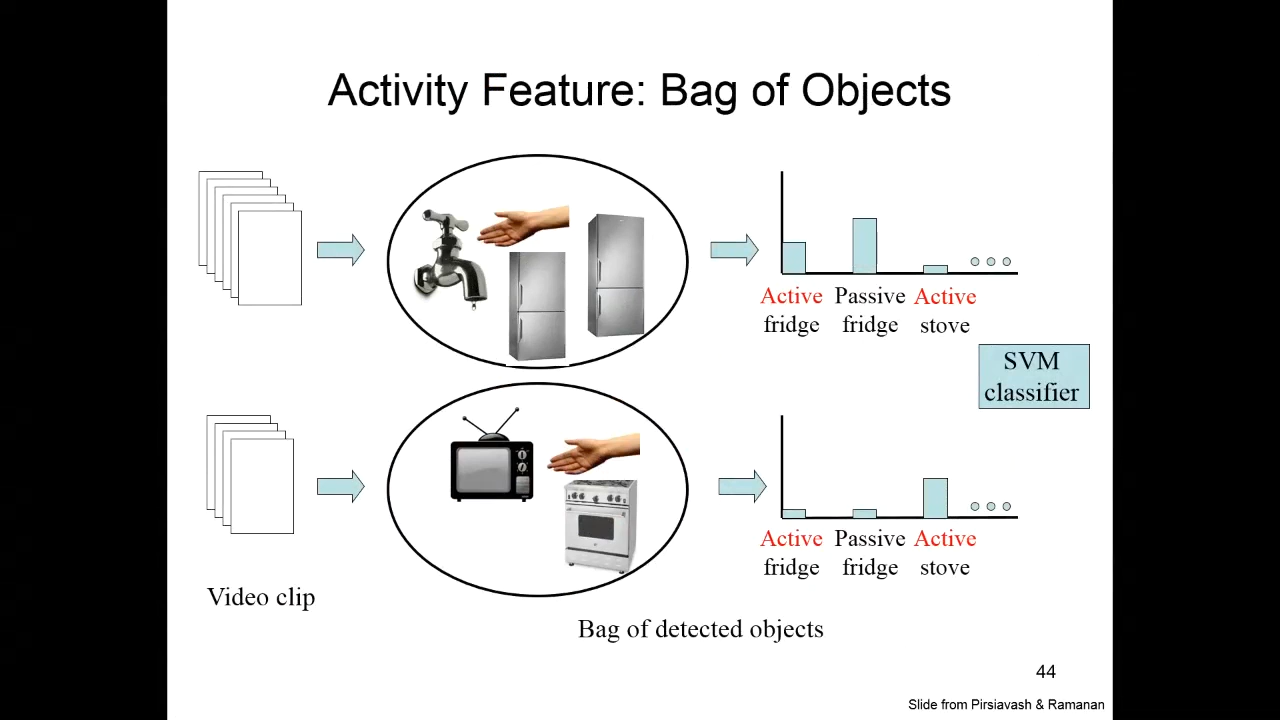 Activity Feature: Bag of Objects
Active Passive Active
fridge fridge stove
SVM
classifier
Active Passive Active
fridge fridge stove
Video clip
Bag of detected objects
44
Slide from Pirsiavash & Ramanan